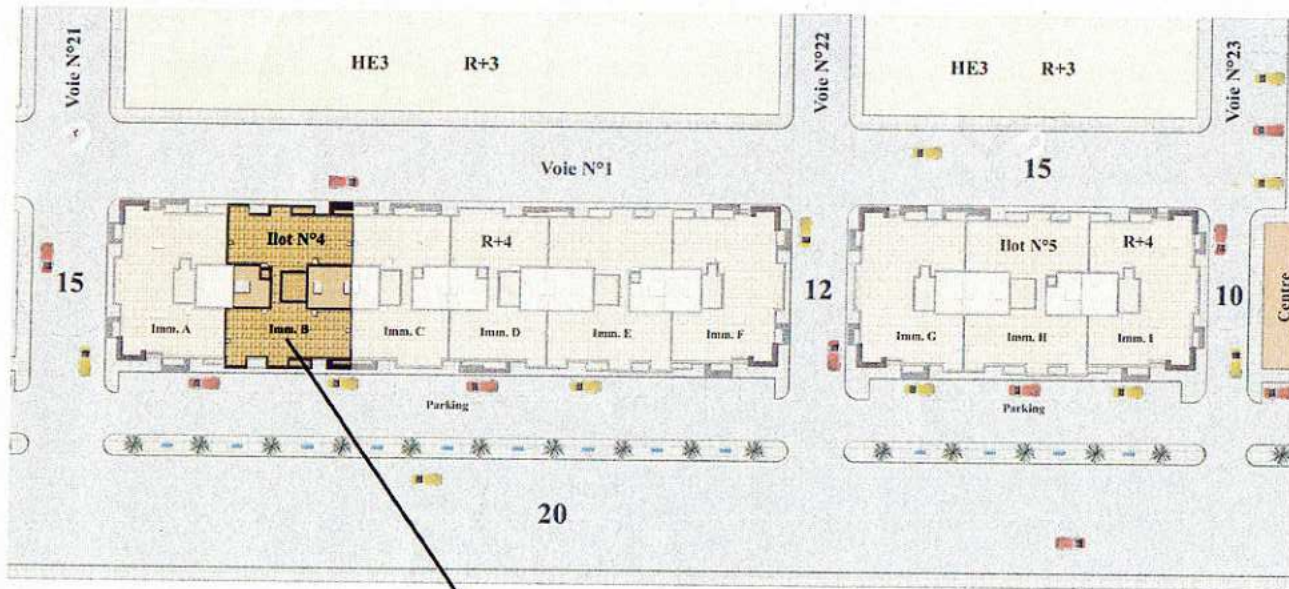 Voie N°21
HE3 R+3
Voie N°22
HE3 R+3
Voie N°23
Voie N°1
15
Ilot N°4
R+4
Ilot N°5
R+4
15
12
10
Centre
Imm. A
Imm. B
Imm. C
Imm. D
Imm. E
Imm. F
Imm. G
Imm. H
Imm. I
Parking
Parking
20